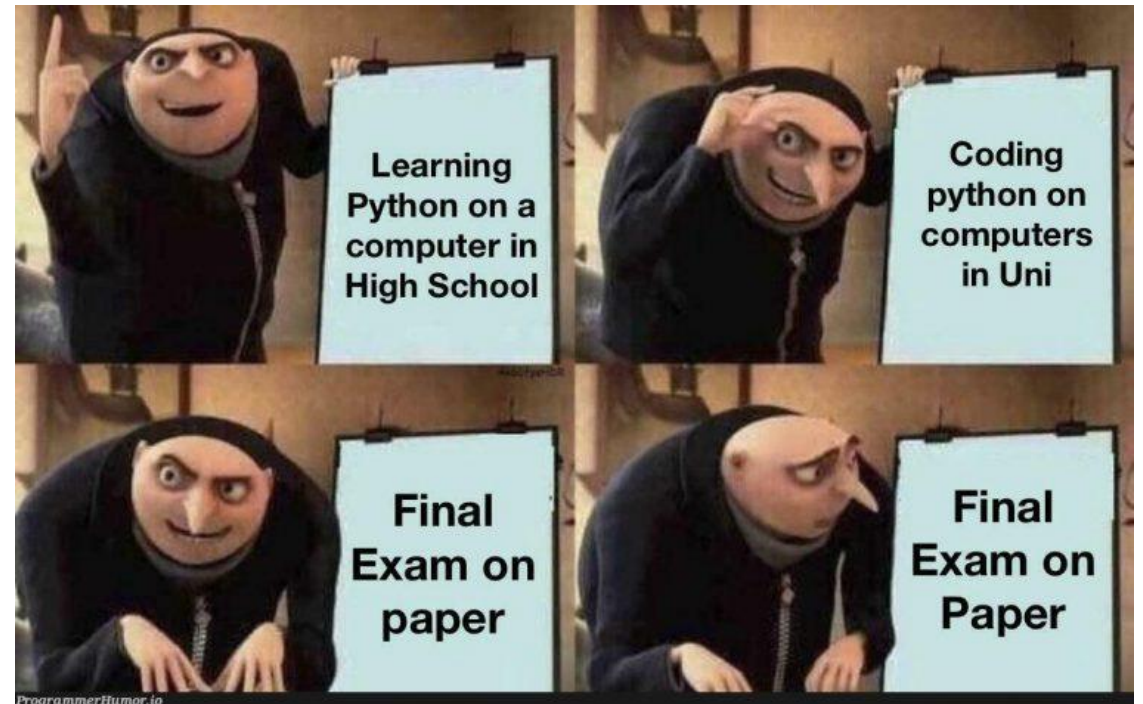 Learning
Python on a
computer in
High School
Coding
python on
computers
in Uni
Final
Exam on
paper
Final
Exam on
Paper
ProgrammerHumor.io